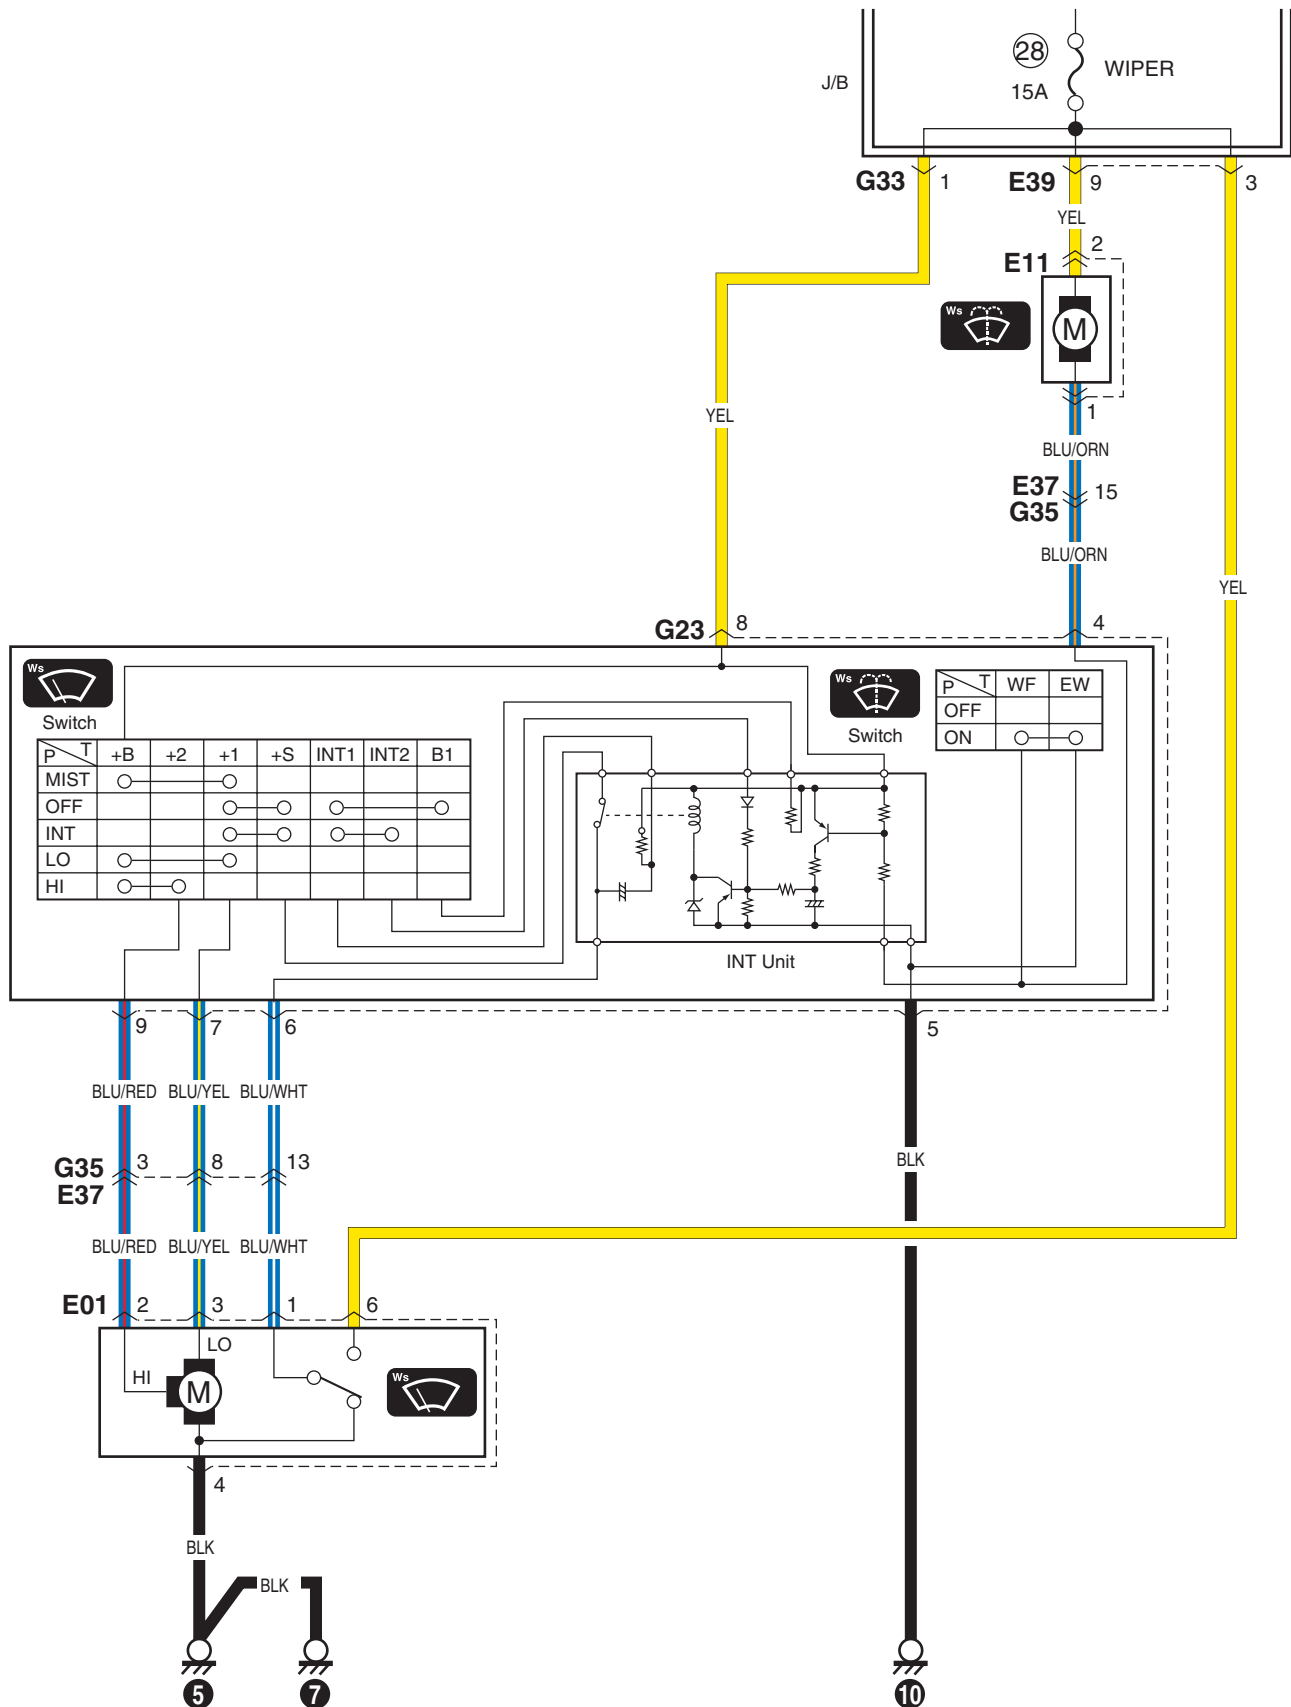 28
15A
WIPER
J/B
G33
1
E39
9
3
YEL
2
E11
Ws
M
1
YEL
BLU/ORN
E37
15
G35
BLU/ORN
YEL
G23
8
4
Ws
Switch
Ws
Switch
P T WF EW
OFF
ON
P T +B +2 +1 +S INT1 INT2 B1
MIST
OFF
INT
LO
HI
INT Unit
9
7
6
5
BLU/RED
BLU/YEL
BLU/WHT
G35
3
8
13
E37
BLK
BLU/RED
BLU/YEL
BLU/WHT
E01
2
3
1
6
LO
HI
M
Ws
4
BLK
BLK
5
7
10